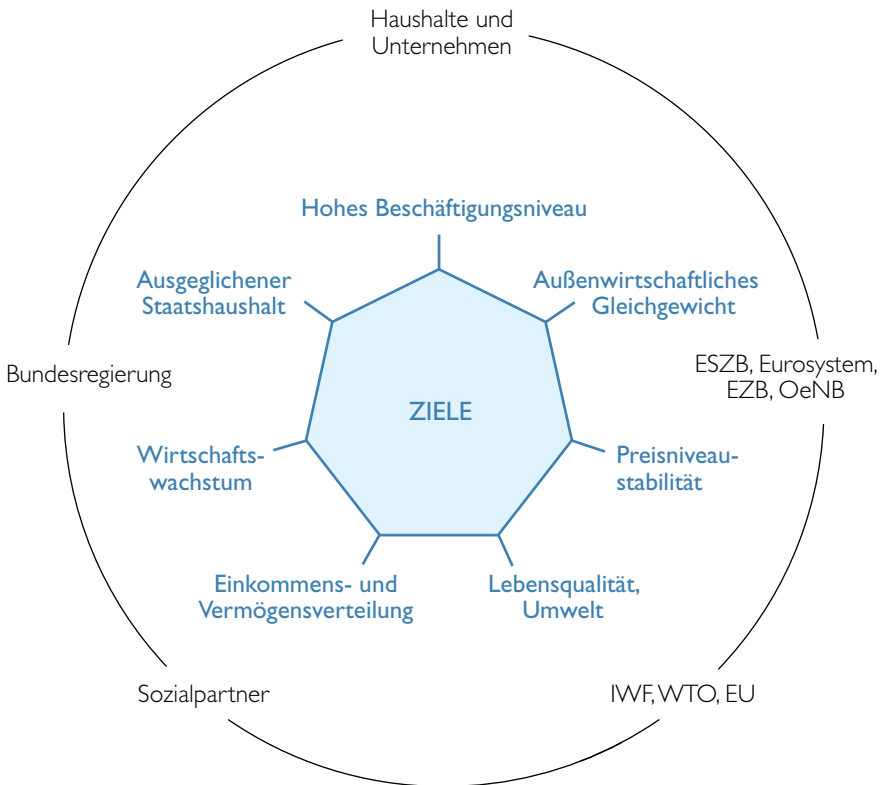 Haushalte und
Unternehmen
Hohes Beschäftigungsniveau
Ausgeglichener
Staatshaushalt
Außenwirtschaftliches
Gleichgewicht
Bundesregierung
ESZB, Eurosystem,
EZB, OeNB
ZIELE
Wirtschafts-
wachstum
Preisniveau-
stabilität
Einkommens- und
Vermögensverteilung
Lebensqualität,
Umwelt
Sozialpartner
IWF, WTO, EU